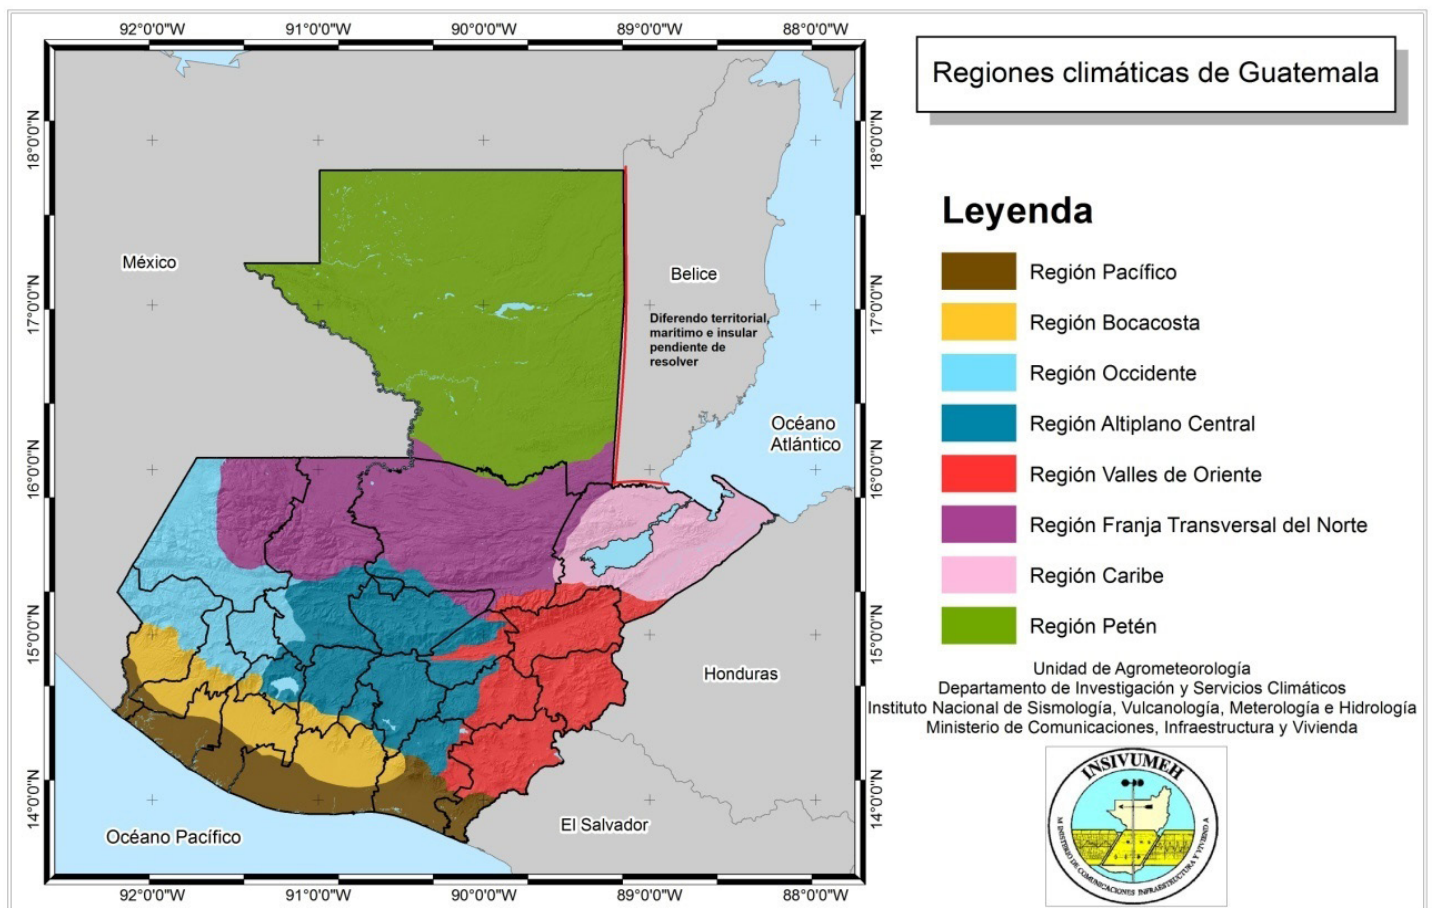 92°0'0"W 91°0'0"W 90°0'0"W 89°0'0"W 88°0'0"W
Regiones climáticas de Guatemala
18°0'0"N 18°0'0"N
México
Belice
17°0'0"N 17°0'0"N
Diferendo territorial,
maritimo e insular
pendiente de
resolver
Océano
Atlántico
16°0'0"N 16°0'0"N
15°0'0"N 15°0'0"N
Honduras
14°0'0"N 14°0'0"N
El Salvador
Océano Pacífico
92°0'0"W 91°0'0"W 90°0'0"W 89°0'0"W 88°0'0"W
Leyenda
Región Pacífico
Región Bocacosta
Región Occidente
Región Altiplano Central
Región Valles de Oriente
Región Franja Transversal del Norte
Región Caribe
Región Petén
Unidad de Agrometeorología
Departamento de Investigación y Servicios Climáticos
Instituto Nacional de Sismología, Vulcanología, Meterología e Hidrología
Ministerio de Comunicaciones, Infraestructura y Vivienda
INSIVUMEH
MINISTERIO DE COMUNICACIONES INFRAESTRUCTURA Y VIVIENDA